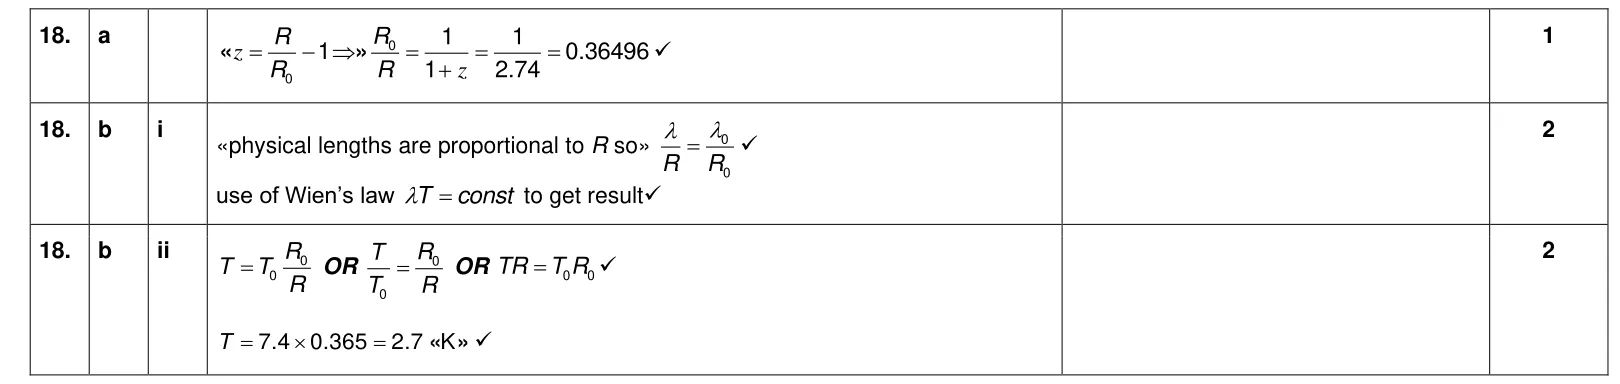 18. a «z = R/R₀ − 1 ⇒» R₀/R = 1/(1 + z) = 1/2.74 = 0.36496 ✓ 1
18. b i «physical lengths are proportional to R so» λ/R = λ₀/R₀ ✓ 2
use of Wien’s law λT = const to get result✓
18. b ii T = T₀ R₀/R OR T/T₀ = R₀/R OR TR = T₀R₀ ✓ 2
T = 7.4 × 0.365 = 2.7 «K» ✓